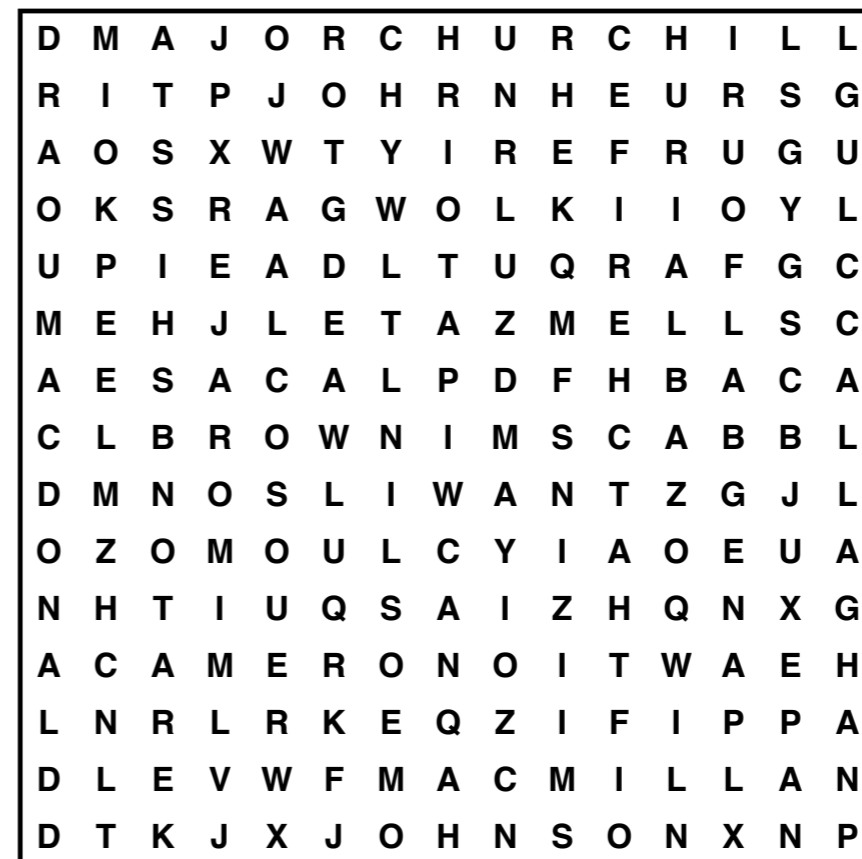 D M A J O R C H U R C H I L L
R I T P J O H R N H E U R S G
A O S X W T Y I R E F R U G U
O K S R A G W O L K I I O Y L
U P I E A D L T U Q R A F G C
M E H J L E T A Z M E L L S C
A E S A C A L P D F H B A C A
C L B R O W N I M S C A B B L
D M N O S L I W A N T Z G J L
O Z O M O U L C Y I A O E U A
N H T I U Q S A I Z H Q N X G
A C A M E R O N O I T W A E H
L N R L R K E Q Z I F I P P A
D L E V W F M A C M I L L A N
D T K J X J O H N S O N X N P